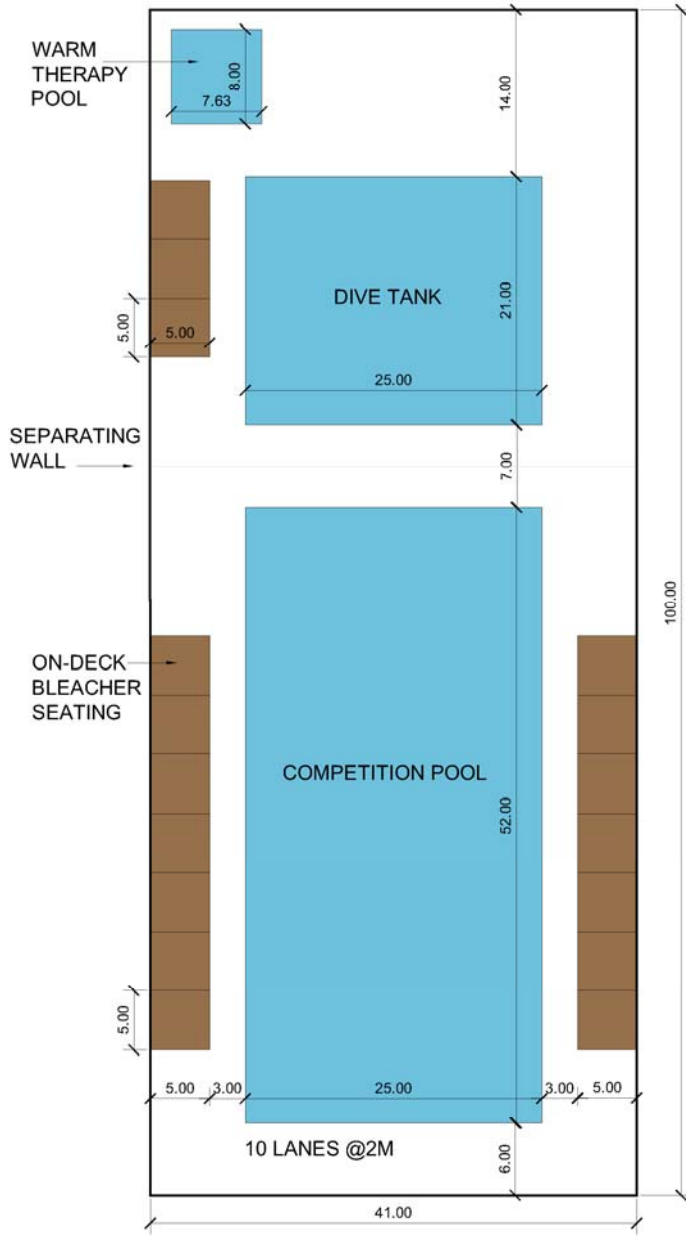 WARM
THERAPY
POOL
8.00
7.63
14.00
DIVE TANK
21.00
5.00
5.00
25.00
SEPARATING
WALL
7.00
100.00
ON-DECK
BLEACHER
SEATING
COMPETITION POOL
52.00
5.00
5.00
3.00
25.00
3.00
5.00
10 LANES @2M
6.00
41.00